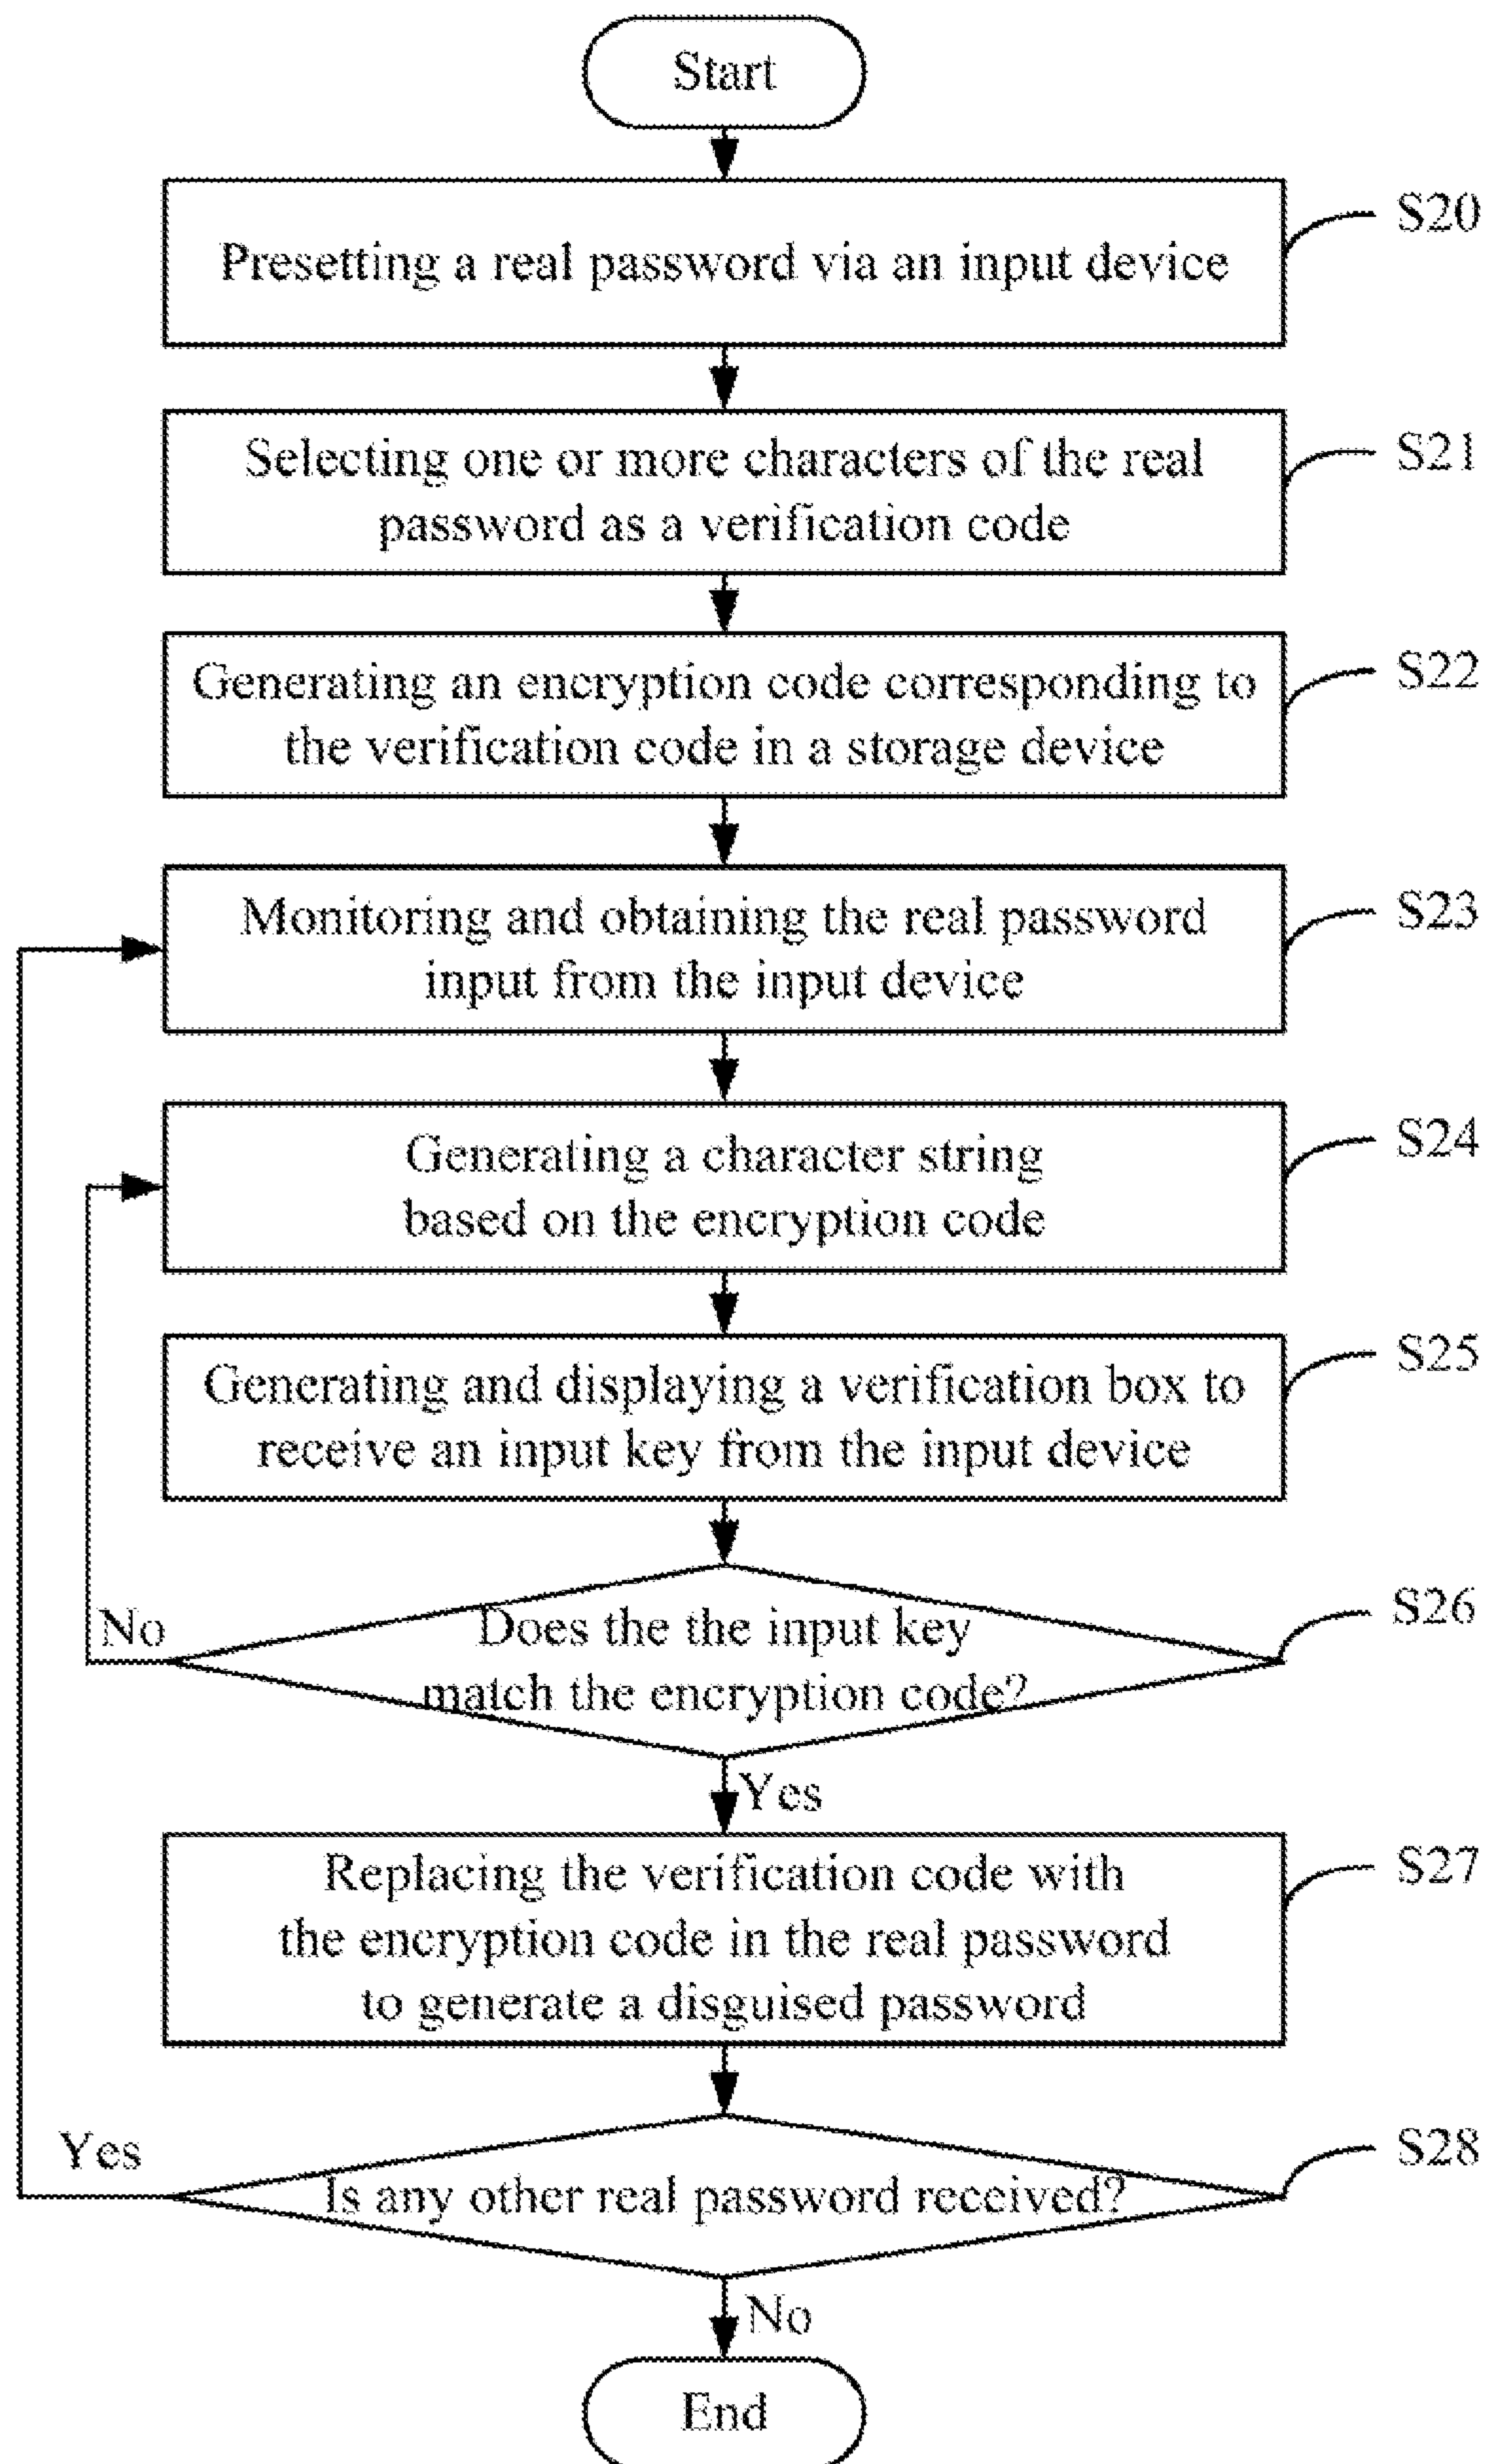 Start
Presetting a real password via an input device
S20
Selecting one or more characters of the real
password as a verification code
S21
Generating an encryption code corresponding to
the verification code in a storage device
S22
Monitoring and obtaining the real password
input from the input device
S23
Generating a character string
based on the encryption code
S24
Generating and displaying a verification box to
receive an input key from the input device
S25
No
Does the the input key
match the encryption code?
S26
Yes
Replacing the verification code with
the encryption code in the real password
to generate a disguised password
S27
Yes
Is any other real password received?
S28
No
End